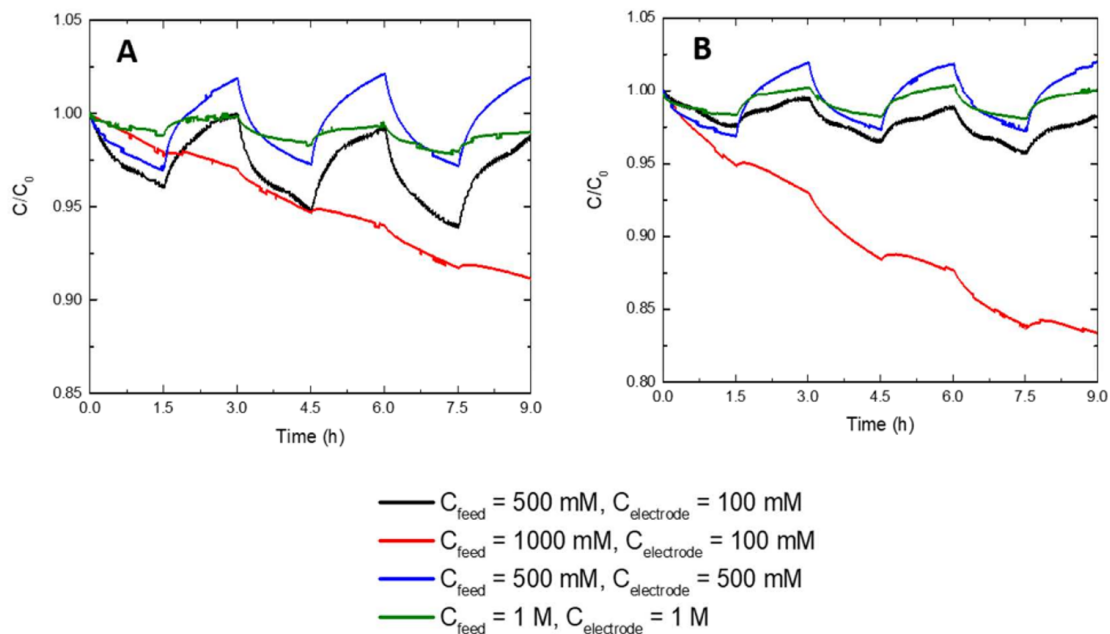 A
1.05
1.00
0.95
0.90
0.85
C/C0
0.0 1.5 3.0 4.5 6.0 7.5 9.0
Time (h)
B
1.05
1.00
0.95
0.90
0.85
0.80
C/C0
0.0 1.5 3.0 4.5 6.0 7.5 9.0
Time (h)
Cfeed = 500 mM, Celectrode = 100 mM
Cfeed = 1000 mM, Celectrode = 100 mM
Cfeed = 500 mM, Celectrode = 500 mM
Cfeed = 1 M, Celectrode = 1 M